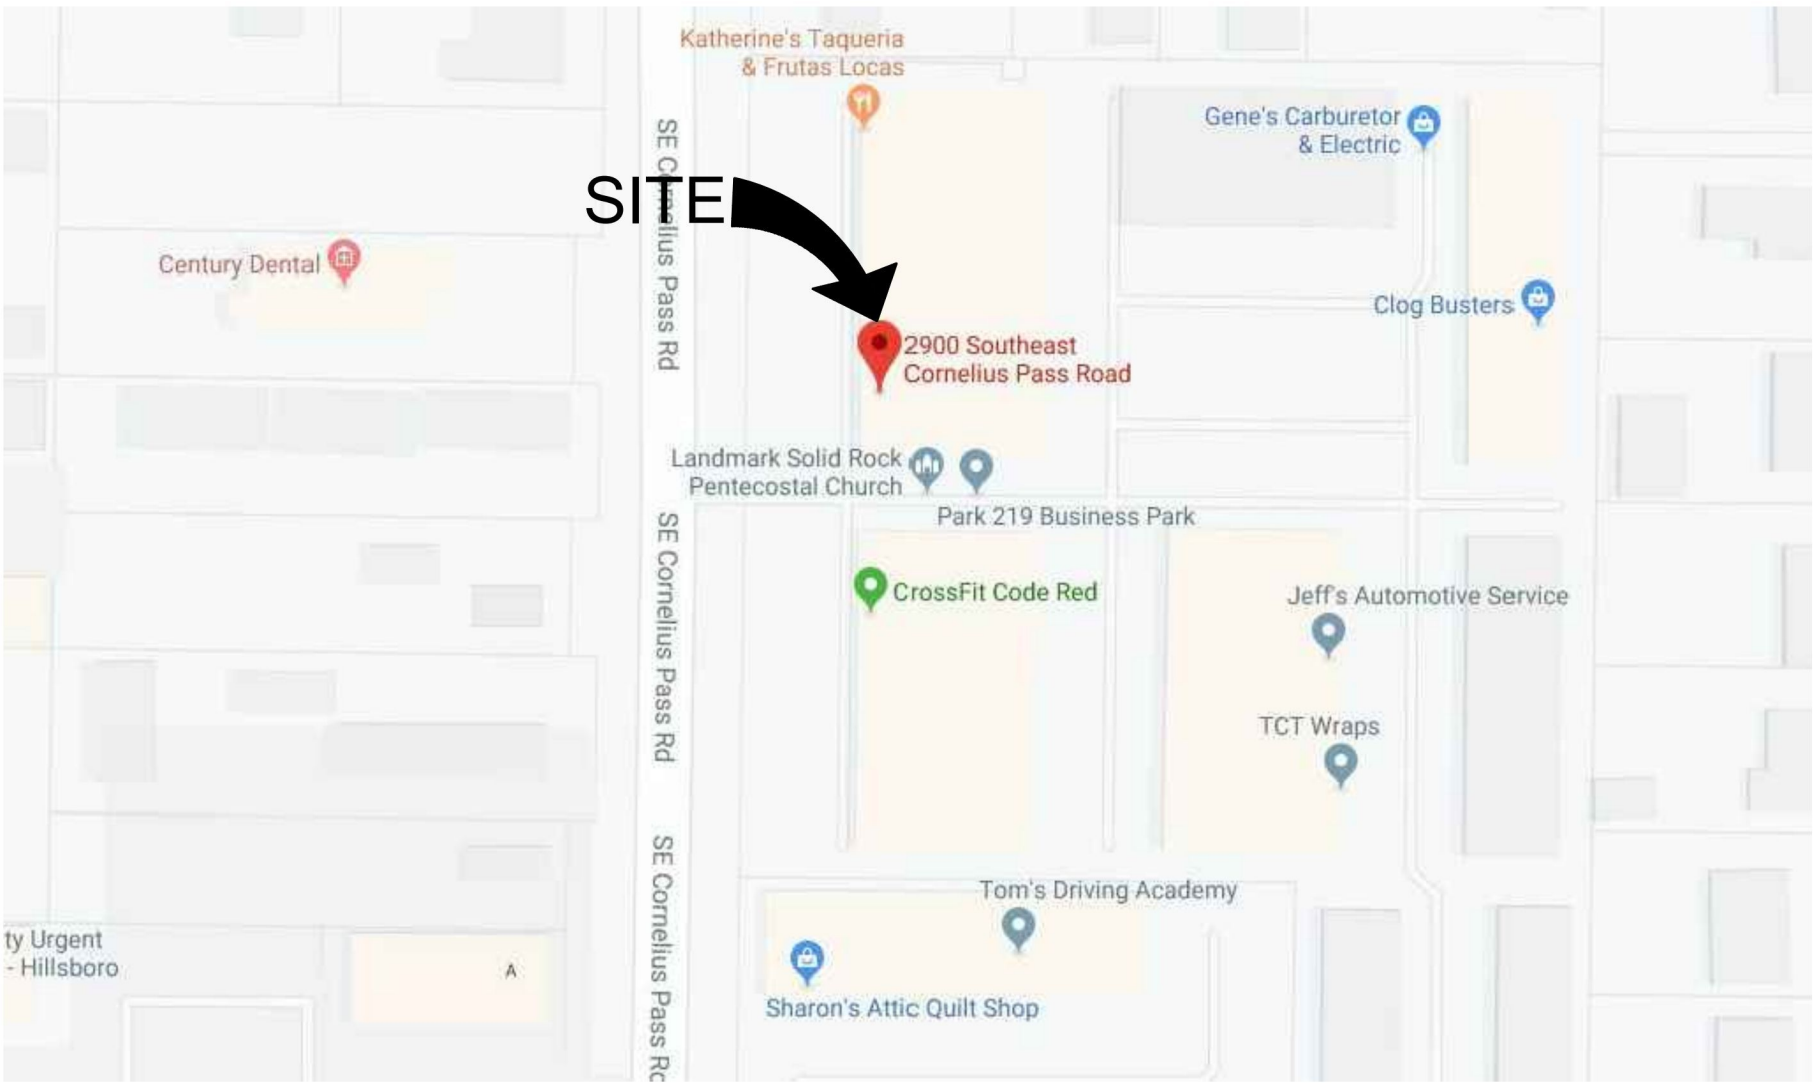 Katherine's Taqueria
& Frutas Locas
Gene's Carburetor
& Electric
SE Cornelius Pass Rd
SITE
Century Dental
Clog Busters
2900 Southeast
Cornelius Pass Road
Landmark Solid Rock
Pentecostal Church
Park 219 Business Park
SE Cornelius Pass Rd
CrossFit Code Red
Jeff's Automotive Service
TCT Wraps
SE Cornelius Pass Rd
Tom's Driving Academy
ty Urgent
- Hillsboro
A
Sharon's Attic Quilt Shop